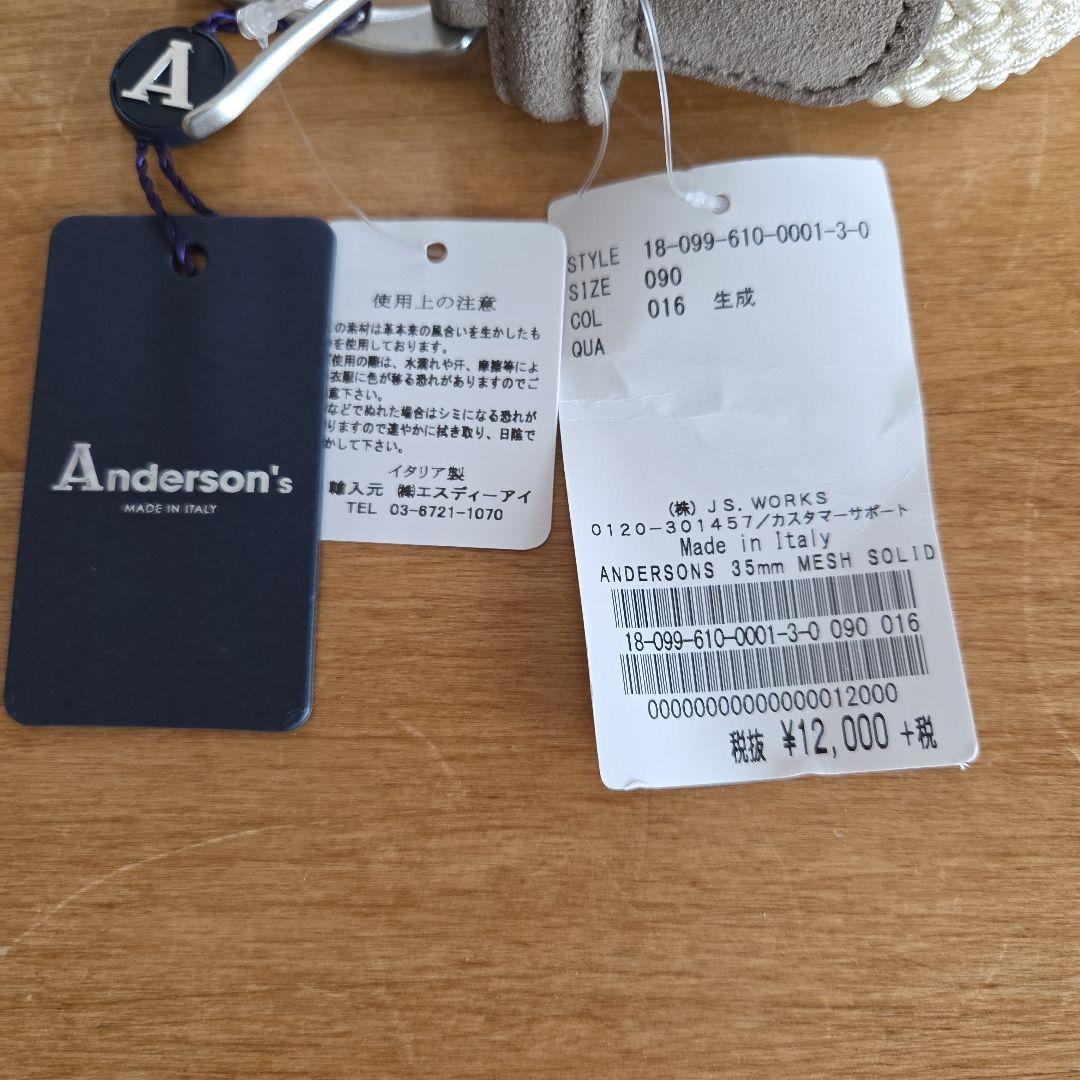 A
Anderson's
MADE IN ITALY
使用上の注意
の素材は革本来の風合いを生かしたも
を使用しております。
使用の際は、水濡れや汗、摩擦等によ
衣服に色が移る恐れがありますのでご
意下さい。
などでぬれた場合はシミになる恐れが
りますので速やかに拭き取り、日陰で
かして下さい。
イタリア製
輸入元 ㈱エスディーアイ
TEL 03-6721-1070
STYLE 18-099-610-0001-3-0
SIZE 090
COL 016 生成
QUA
(株) JS. WORKS
0120-301457/カスタマーサポート
Made in Italy
ANDERSONS 35mm MESH SOLID
18-099-610-0001-3-0 090 016
00000000000000012000
税抜 ¥12,000 +税